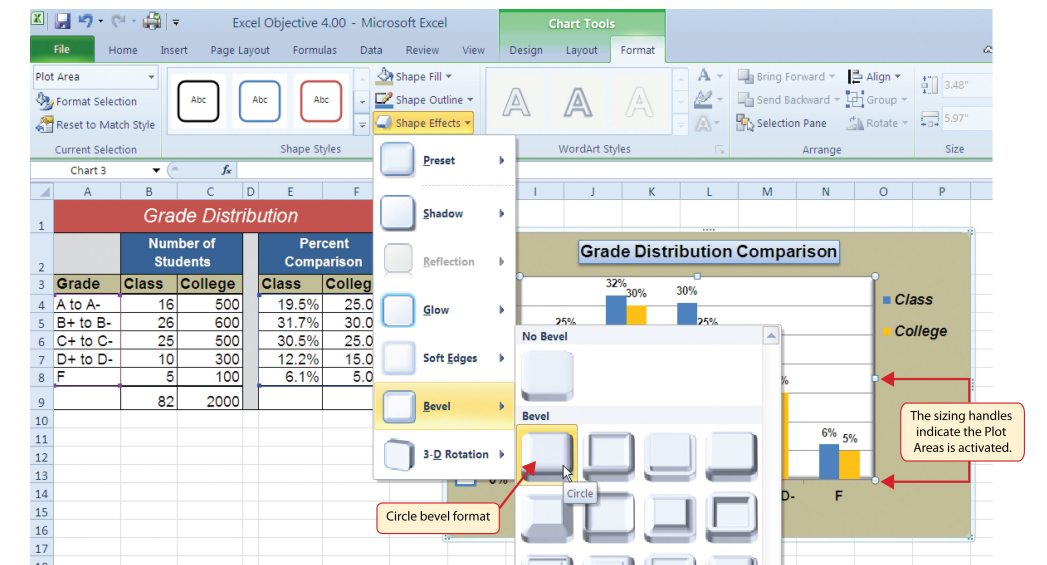 Excel Objective 4.00 - Microsoft Excel
Chart Tools
File Home Insert Page Layout Formulas Data Review View Design Layout Format
Plot Area
Format Selection
Reset to Match Style
Current Selection
Abc Abc Abc
Shape Styles
Shape Fill
Shape Outline
Shape Effects
WordArt Styles
Bring Forward
Send Backward
Selection Pane
Align
Group
Rotate
Arrange
3.48"
5.97"
Size
Chart 3 fx
A B C D E F I J K L M N O P
1 Grade Distribution
Number of Percent
2 Students Comparison
3 Grade Class College Class Colleg
4 A to A- 16 500 19.5% 25.0
5 B+ to B- 26 600 31.7% 30.0
6 C+ to C- 25 500 30.5% 25.0
7 D+ to D- 10 300 12.2% 15.0
8 F 5 100 6.1% 5.0
9 82 2000
10
11
12
13
14
15
16
17
Preset
Shadow
Reflection
Glow
Soft Edges
Bevel
3-D Rotation
No Bevel
Bevel
Circle
Circle bevel format
Grade Distribution Comparison
32%
30%
30%
25%
25%
6% 5%
0%
D- F
Class
College
The sizing handles
indicate the Plot
Areas is activated.